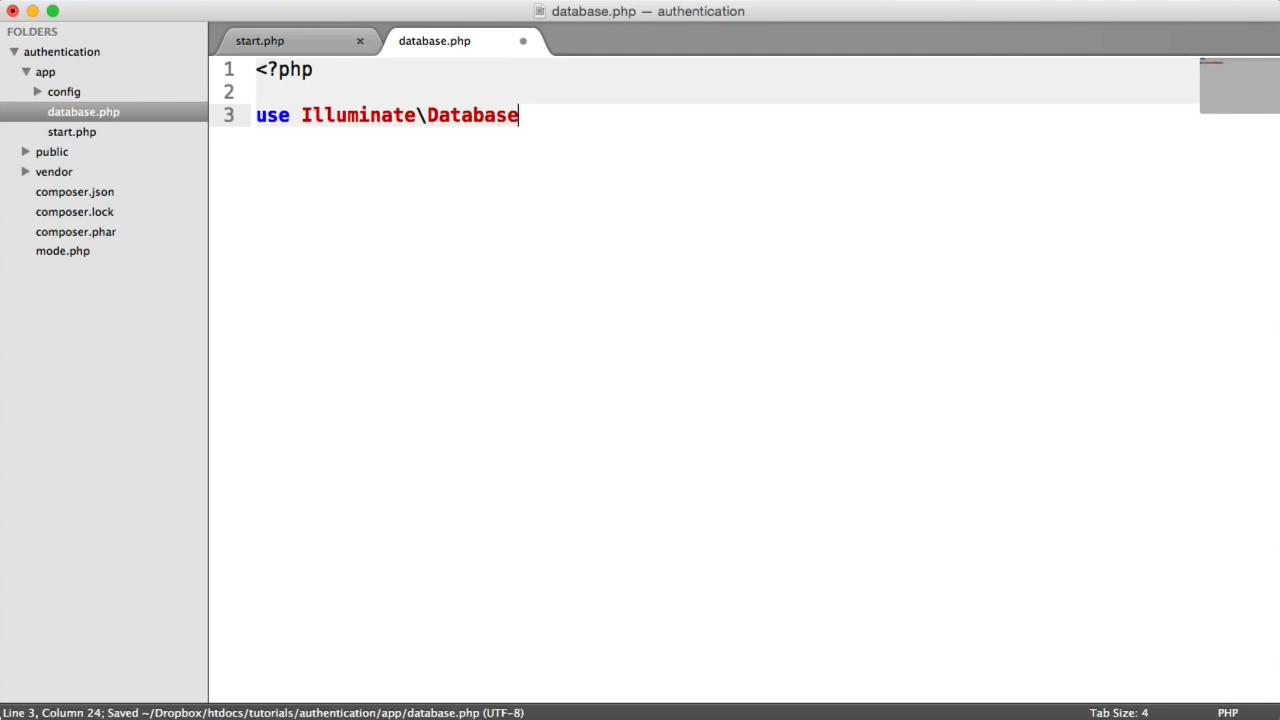 database.php — authentication
FOLDERS
authentication
app
config
database.php
start.php
public
vendor
composer.json
composer.lock
composer.phar
mode.php
start.php
database.php
1 <?php
2
3 use Illuminate\Database
Line 3, Column 24; Saved ~/Dropbox/htdocs/tutorials/authentication/app/database.php (UTF-8)
Tab Size: 4
PHP